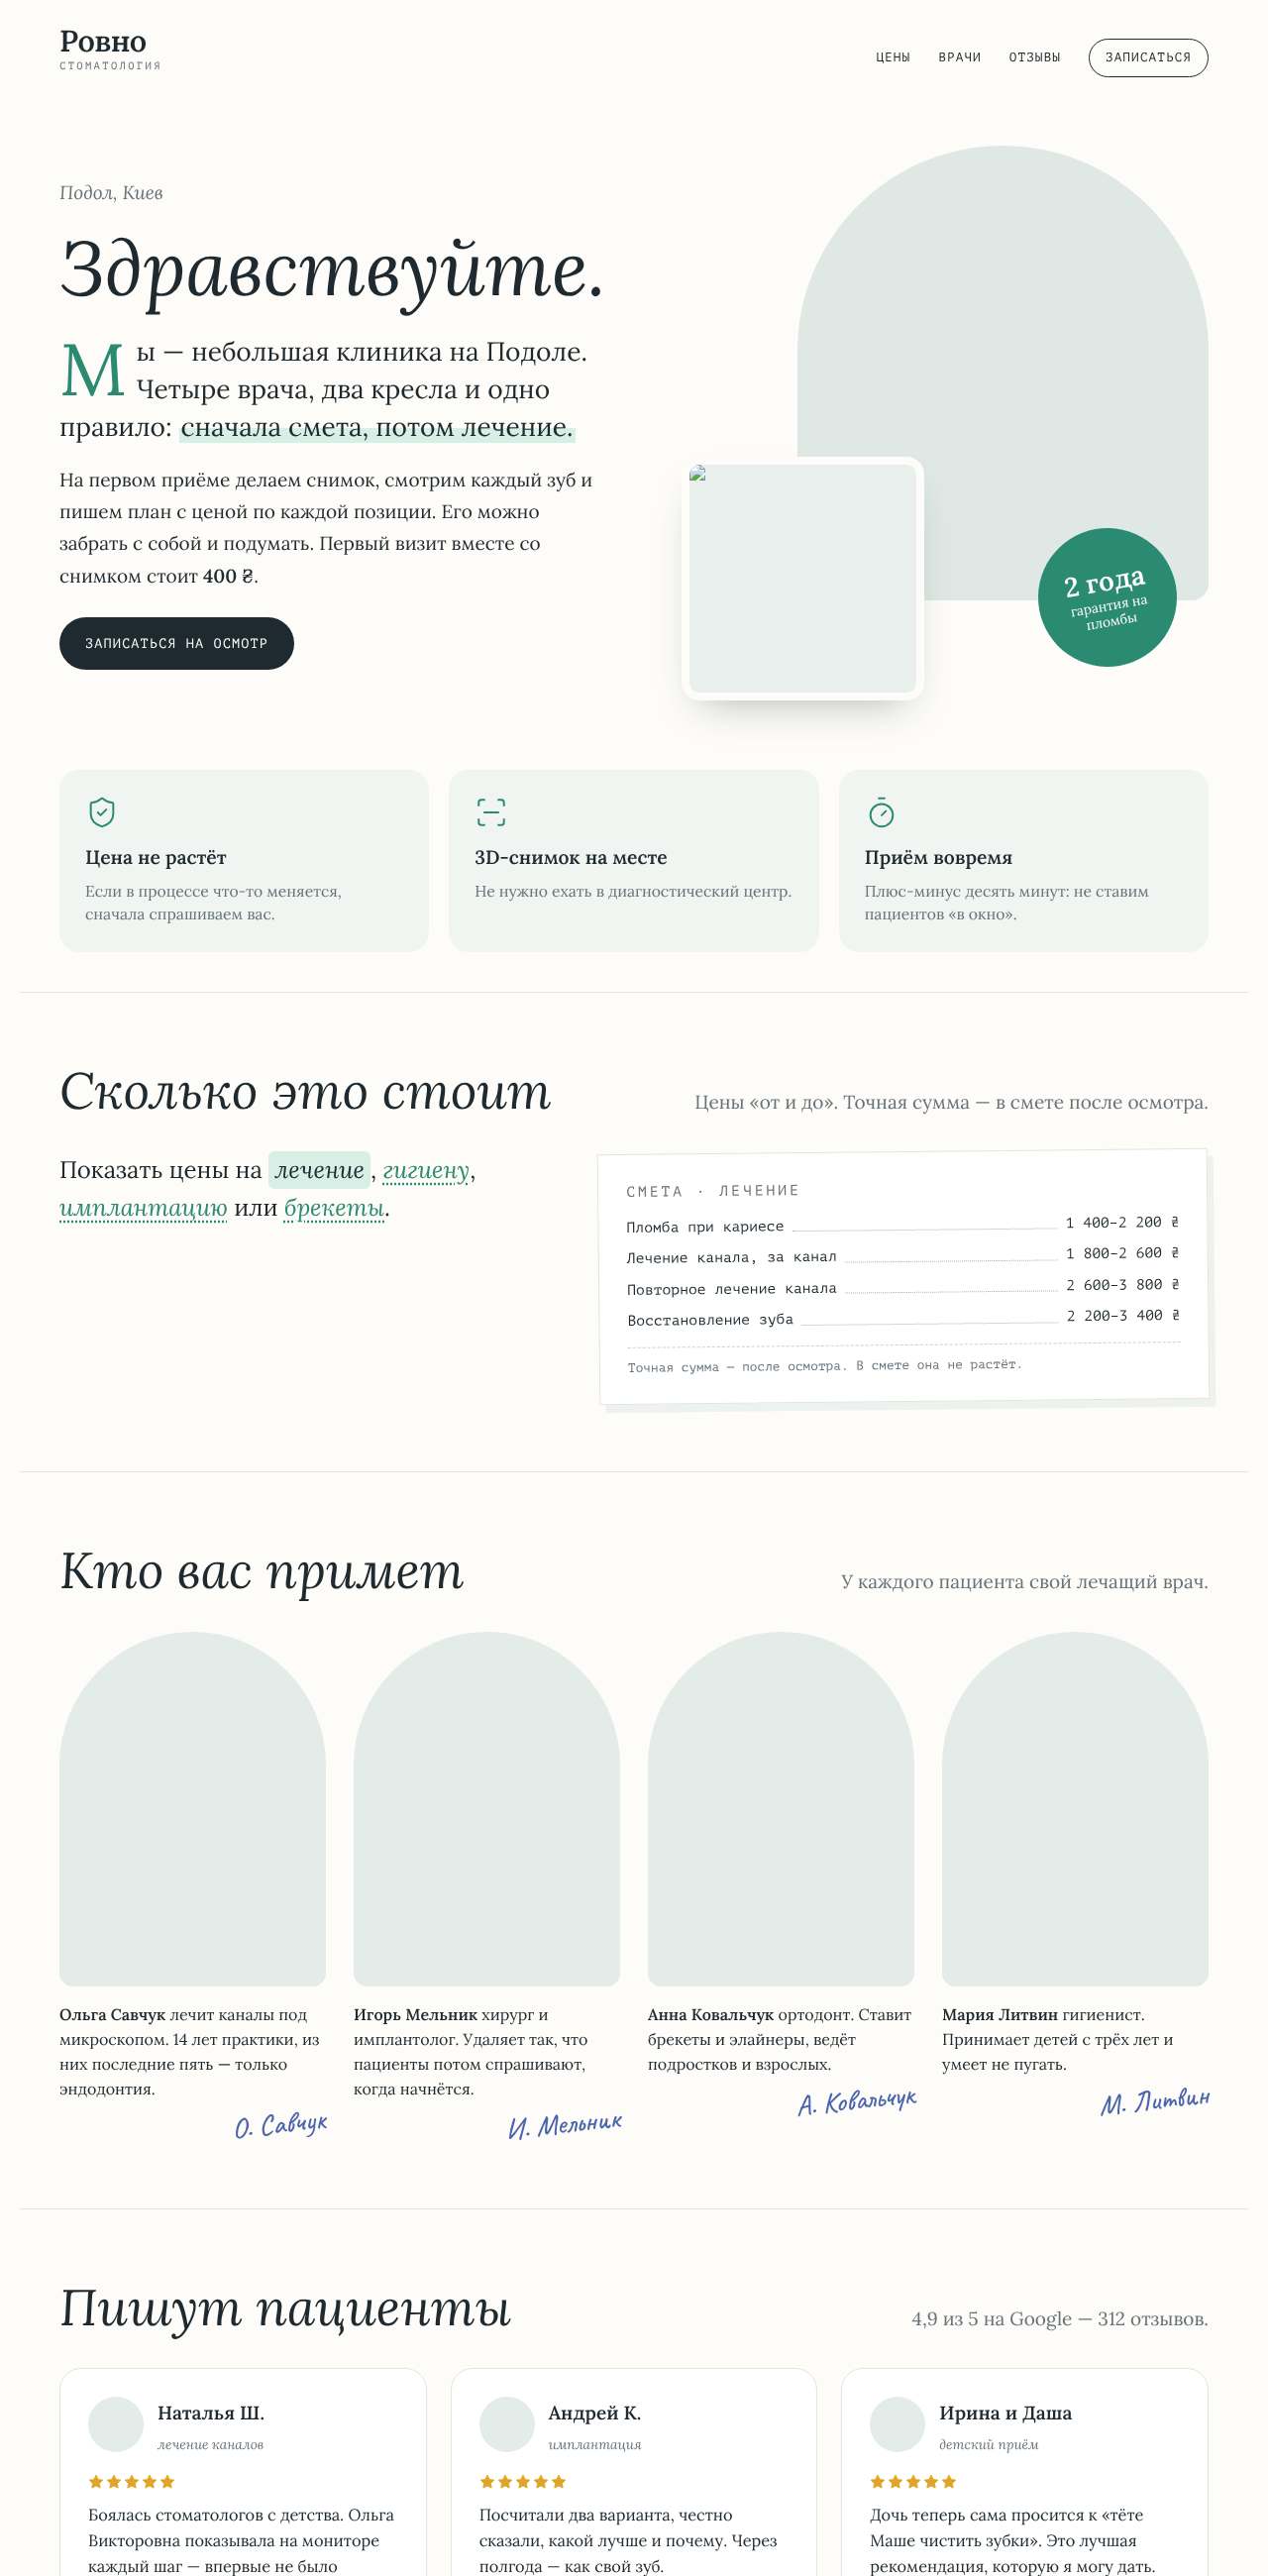 Ровно
СТОМАТОЛОГИЯ
ЦЕНЫ ВРАЧИ ОТЗЫВЫ ЗАПИСАТЬСЯ
Подол, Киев
Здравствуйте.
Мы — небольшая клиника на Подоле.
Четыре врача, два кресла и одно
правило: сначала смета, потом лечение.
На первом приёме делаем снимок, смотрим каждый зуб и
пишем план с ценой по каждой позиции. Его можно
забрать с собой и подумать. Первый визит вместе со
снимком стоит 400 ₴.
ЗАПИСАТЬСЯ НА ОСМОТР
2 года
гарантия на
пломбы
Цена не растёт
Если в процессе что-то меняется,
сначала спрашиваем вас.
3D-снимок на месте
Не нужно ехать в диагностический центр.
Приём вовремя
Плюс-минус десять минут: не ставим
пациентов «в окно».
Сколько это стоит
Цены «от и до». Точная сумма — в смете после осмотра.
Показать цены на лечение, гигиену,
имплантацию или брекеты.
СМЕТА · ЛЕЧЕНИЕ
Пломба при кариесе 1 400–2 200 ₴
Лечение канала, за канал 1 800–2 600 ₴
Повторное лечение канала 2 600–3 800 ₴
Восстановление зуба 2 200–3 400 ₴
Точная сумма — после осмотра. В смете она не растёт.
Кто вас примет
У каждого пациента свой лечащий врач.
Ольга Савчук лечит каналы под
микроскопом. 14 лет практики, из
них последние пять — только
эндодонтия.
О. Савчук
Игорь Мельник хирург и
имплантолог. Удаляет так, что
пациенты потом спрашивают,
когда начнётся.
И. Мельник
Анна Ковальчук ортодонт. Ставит
брекеты и элайнеры, ведёт
подростков и взрослых.
А. Ковальчук
Мария Литвин гигиенист.
Принимает детей с трёх лет и
умеет не пугать.
М. Литвин
Пишут пациенты
4,9 из 5 на Google — 312 отзывов.
Наталья Ш.
лечение каналов
Боялась стоматологов с детства. Ольга
Викторовна показывала на мониторе
каждый шаг — впервые не было
Андрей К.
имплантация
Посчитали два варианта, честно
сказали, какой лучше и почему. Через
полгода — как свой зуб.
Ирина и Даша
детский приём
Дочь теперь сама просится к «тёте
Маше чистить зубки». Это лучшая
рекомендация, которую я могу дать.